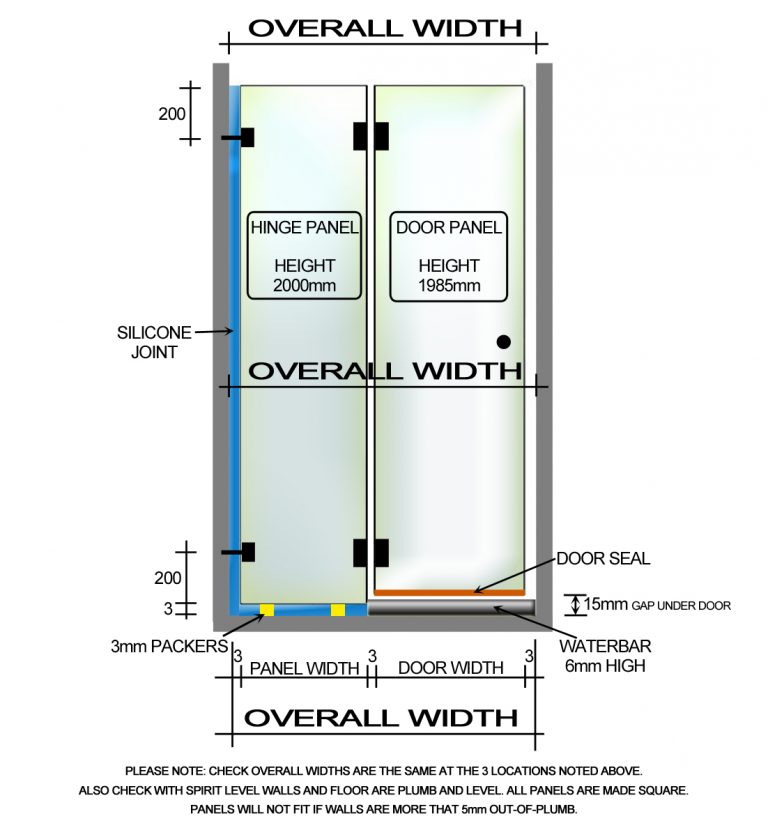 OVERALL WIDTH
200
HINGE PANEL
HEIGHT
2000mm
DOOR PANEL
HEIGHT
1985mm
SILICONE
JOINT
OVERALL WIDTH
DOOR SEAL
200
3
15mm GAP UNDER DOOR
3mm PACKERS
WATERBAR
6mm HIGH
3 PANEL WIDTH 3 DOOR WIDTH 3
OVERALL WIDTH
PLEASE NOTE: CHECK OVERALL WIDTHS ARE THE SAME AT THE 3 LOCATIONS NOTED ABOVE.
ALSO CHECK WITH SPIRIT LEVEL WALLS AND FLOOR ARE PLUMB AND LEVEL. ALL PANELS ARE MADE SQUARE.
PANELS WILL NOT FIT IF WALLS ARE MORE THAT 5mm OUT-OF-PLUMB.